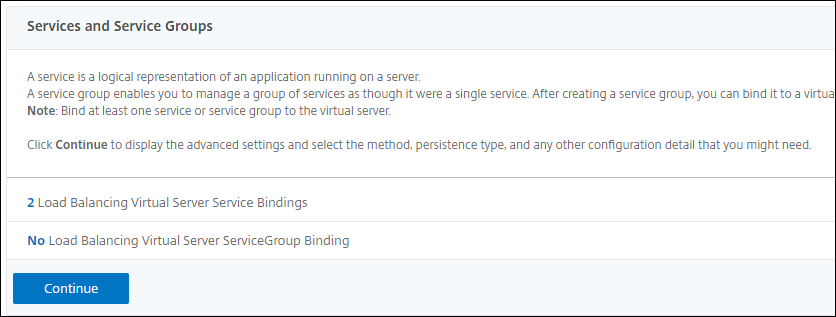 Services and Service Groups
A service is a logical representation of an application running on a server.
A service group enables you to manage a group of services as though it were a single service. After creating a service group, you can bind it to a virtua
Note: Bind at least one service or service group to the virtual server.
Click Continue to display the advanced settings and select the method, persistence type, and any other configuration detail that you might need.
2 Load Balancing Virtual Server Service Bindings
No Load Balancing Virtual Server ServiceGroup Binding
Continue